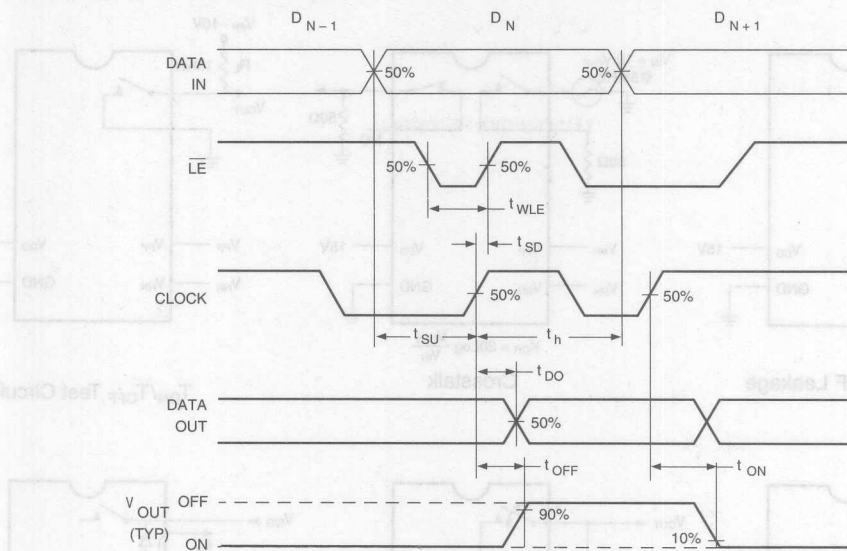 D N – 1 D N D N + 1
DATA IN 50% 50%
LE 50% 50%
t WLE
t SD
CLOCK 50% 50%
t SU t h
t DO
DATA OUT 50%
t OFF t ON
V OUT (TYP) OFF 90%
ON 10%